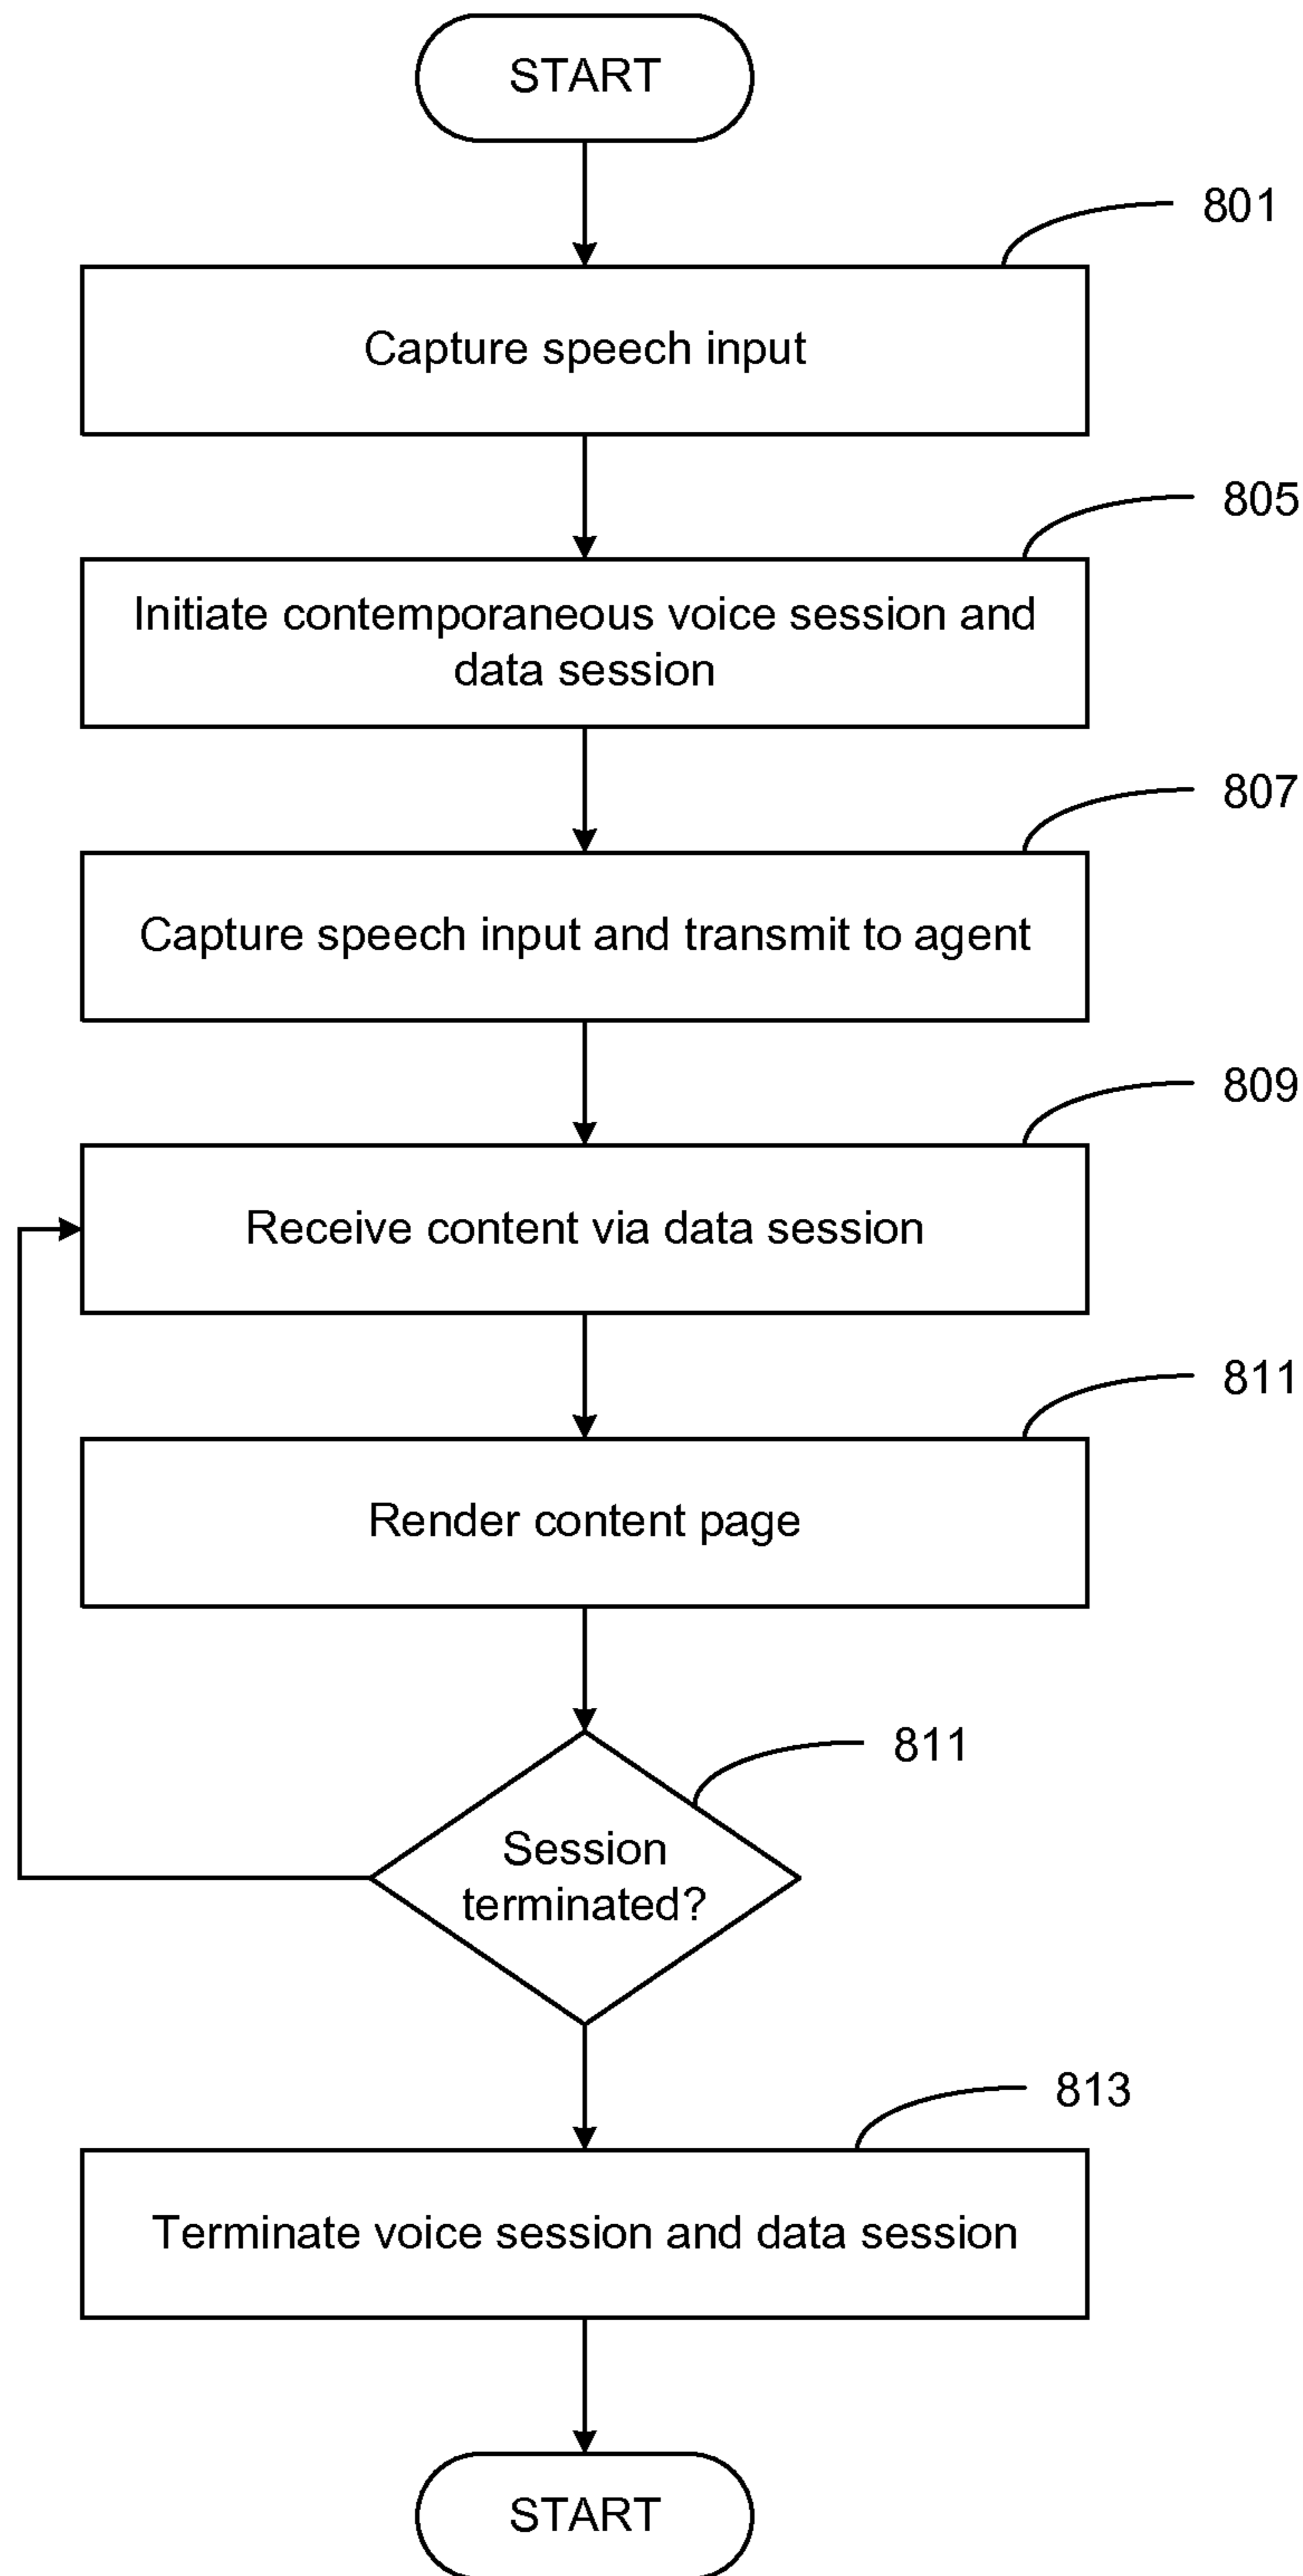 START
801
Capture speech input
805
Initiate contemporaneous voice session and
data session
807
Capture speech input and transmit to agent
809
Receive content via data session
811
Render content page
811
Session
terminated?
813
Terminate voice session and data session
START